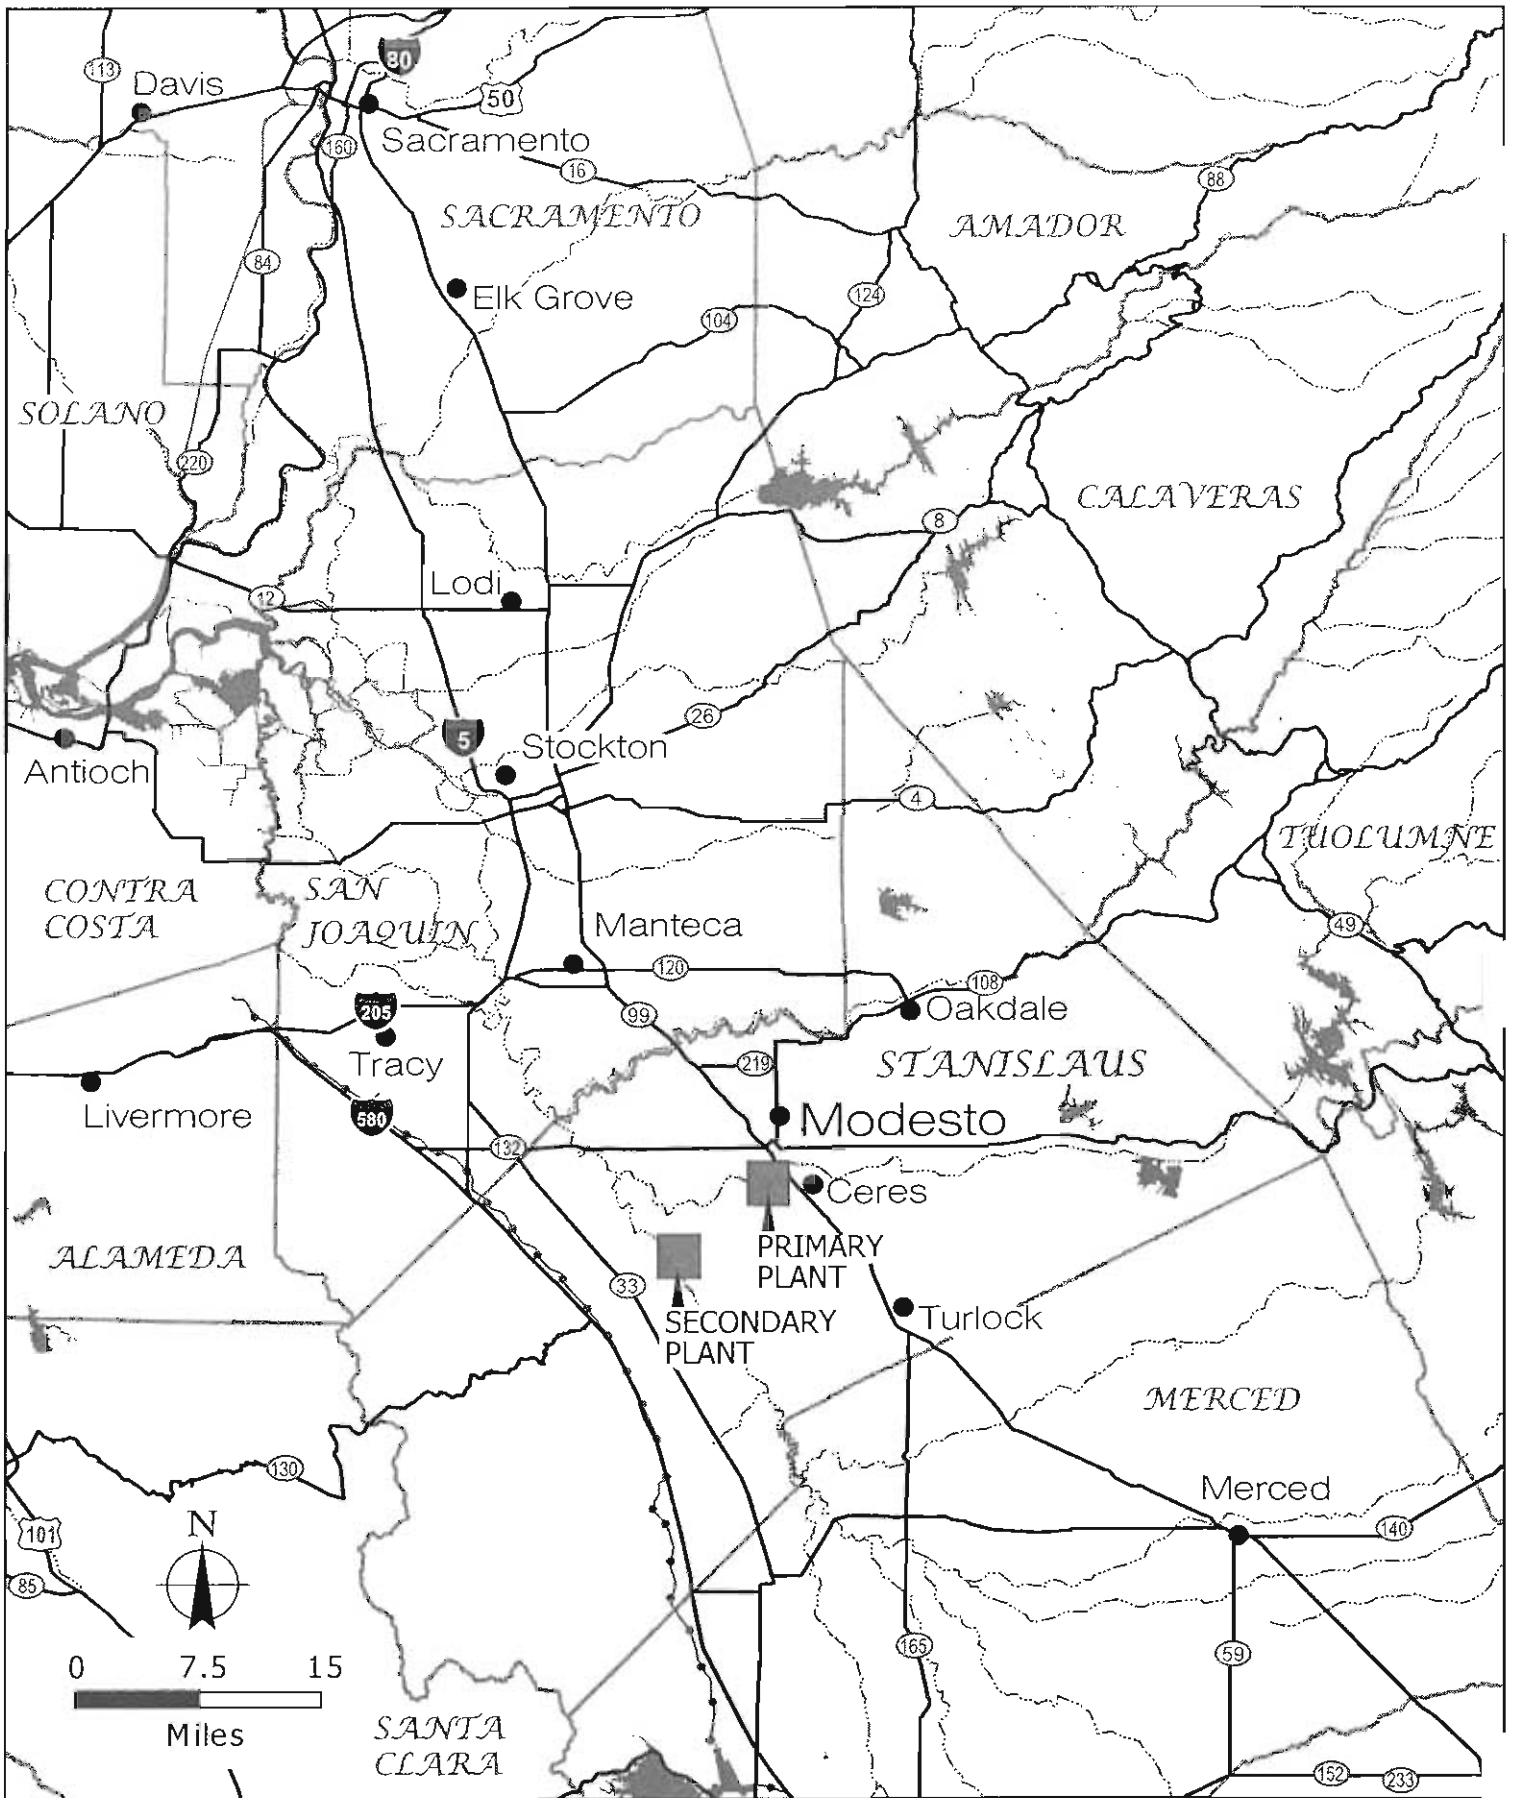 113
Davis
80
50
Sacramento
160
16
88
SACRAMENTO
AMADOR
84
Elk Grove
124
104
SOLANO
220
CALAVERAS
8
Lodi
12
26
5
Stockton
Antioch
4
TUOLUMNE
CONTRA
COSTA
SAN
JOAQUIN
Manteca
49
120
108
205
99
Oakdale
Tracy
219
STANISLAUS
Livermore
580
Modesto
132
Ceres
ALAMEDA
PRIMARY
PLANT
33
SECONDARY
PLANT
Turlock
MERCED
130
Merced
N
101
140
85
165
59
0 7.5 15
Miles
SANTA
CLARA
152
233